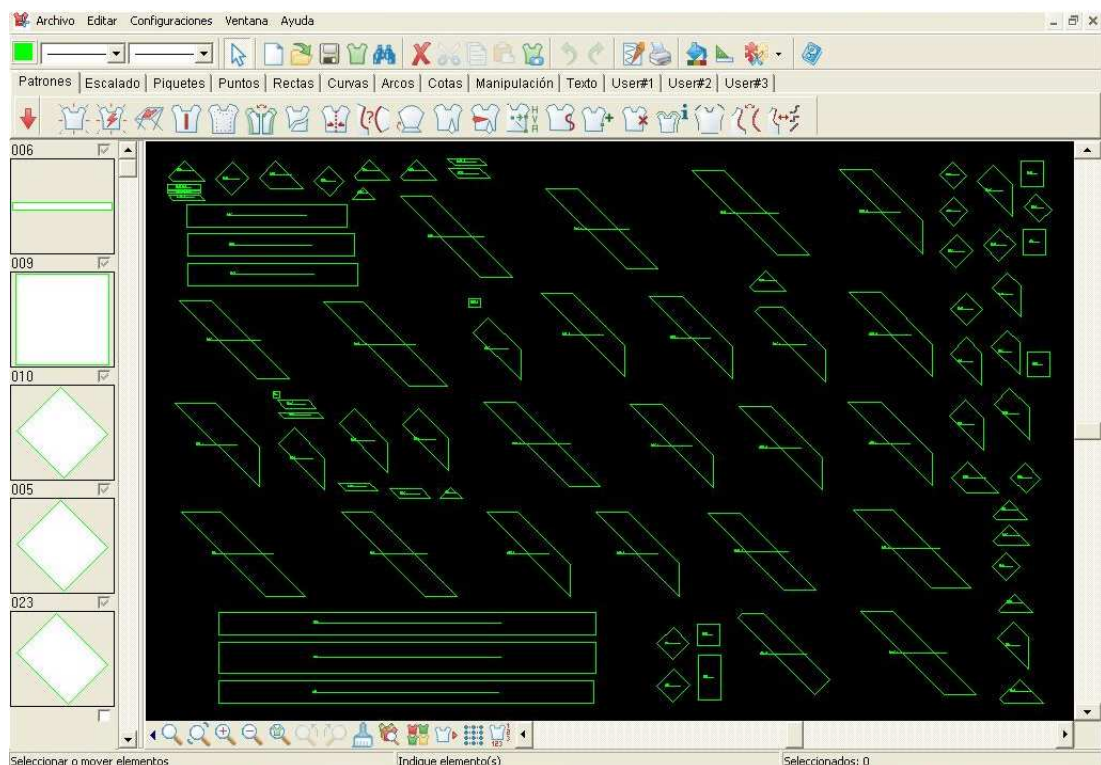 Archivo Editar Configuraciones Ventana Ayuda
Patrones Escalado Piquetes Puntos Rectas Curvas Arcos Cotas Manipulación Texto User#1 User#2 User#3
H
V
A
006
009
010
005
023
123
Seleccionar o mover elementos Indique elemento(s) Seleccionados: 0